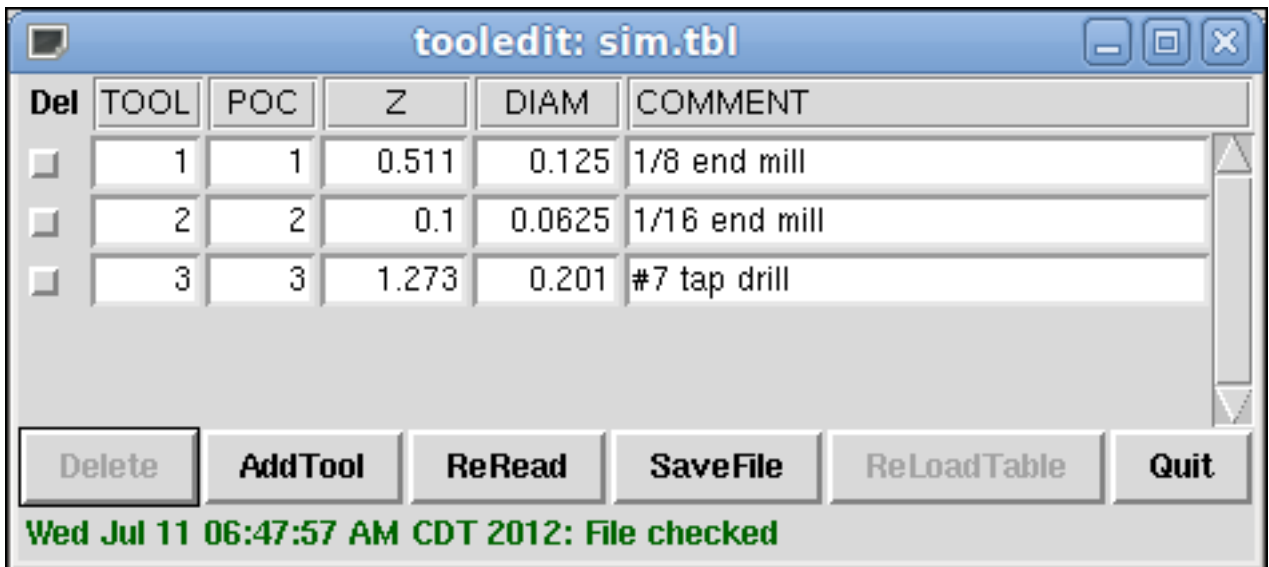 tooledit: sim.tbl
Del TOOL POC Z DIAM COMMENT
1 1 0.511 0.125 1/8 end mill
2 2 0.1 0.0625 1/16 end mill
3 3 1.273 0.201 #7 tap drill
Delete AddTool ReRead SaveFile ReLoadTable Quit
Wed Jul 11 06:47:57 AM CDT 2012: File checked